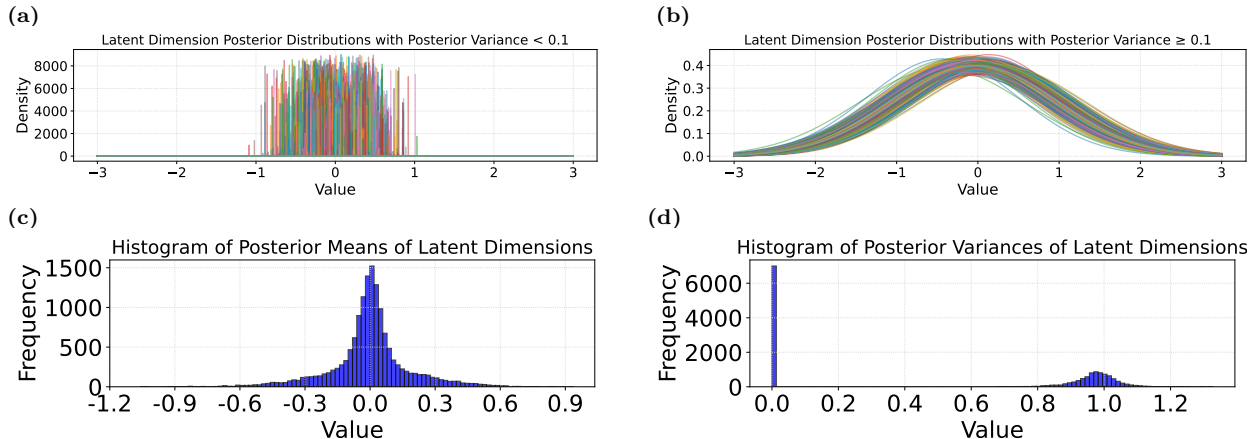 (a)
Latent Dimension Posterior Distributions with Posterior Variance < 0.1
Density
8000
6000
4000
2000
0
−3 −2 −1 0 1 2 3
Value
(b)
Latent Dimension Posterior Distributions with Posterior Variance ≥ 0.1
Density
0.4
0.3
0.2
0.1
0.0
−3 −2 −1 0 1 2 3
Value
(c)
Histogram of Posterior Means of Latent Dimensions
Frequency
1500
1000
500
0
-1.2 -0.9 -0.6 -0.3 0.0 0.3 0.6 0.9
Value
(d)
Histogram of Posterior Variances of Latent Dimensions
Frequency
6000
4000
2000
0
0.0 0.2 0.4 0.6 0.8 1.0 1.2
Value